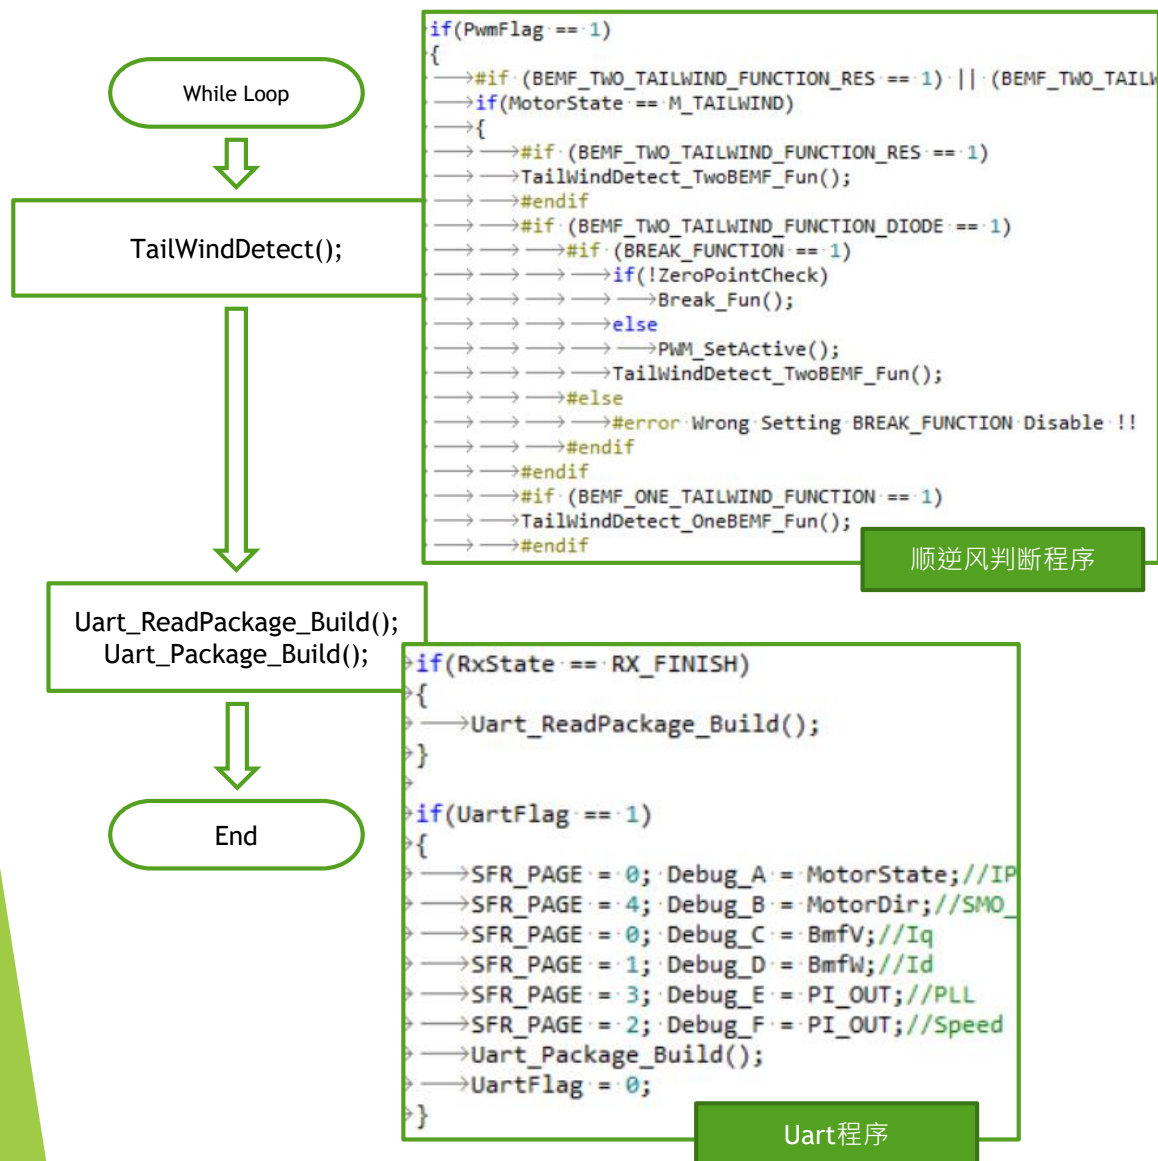 While Loop
TailWindDetect();
if(PwmFlag == 1)
{
#if (BEMF_TWO_TAILWIND_FUNCTION_RES == 1) || (BEMF_TWO_TAILW
if(MotorState == M_TAILWIND)
{
#if (BEMF_TWO_TAILWIND_FUNCTION_RES == 1)
TailWindDetect_TwoBEMF_Fun();
#endif
#if (BEMF_TWO_TAILWIND_FUNCTION_DIODE == 1)
#if (BREAK_FUNCTION == 1)
if(!ZeroPointCheck)
Break_Fun();
else
PWM_SetActive();
TailWindDetect_TwoBEMF_Fun();
#else
#error Wrong Setting BREAK_FUNCTION Disable !!
#endif
#endif
#if (BEMF_ONE_TAILWIND_FUNCTION == 1)
TailWindDetect_OneBEMF_Fun();
#endif
顺逆风判断程序
Uart_ReadPackage_Build();
Uart_Package_Build();
End
if(RxState == RX_FINISH)
{
Uart_ReadPackage_Build();
}
if(UartFlag == 1)
{
SFR_PAGE = 0; Debug_A = MotorState;//IP
SFR_PAGE = 4; Debug_B = MotorDir;//SMO_
SFR_PAGE = 0; Debug_C = BmfV;//Iq
SFR_PAGE = 1; Debug_D = BmfW;//Id
SFR_PAGE = 3; Debug_E = PI_OUT;//PLL
SFR_PAGE = 2; Debug_F = PI_OUT;//Speed
Uart_Package_Build();
UartFlag = 0;
}
Uart程序